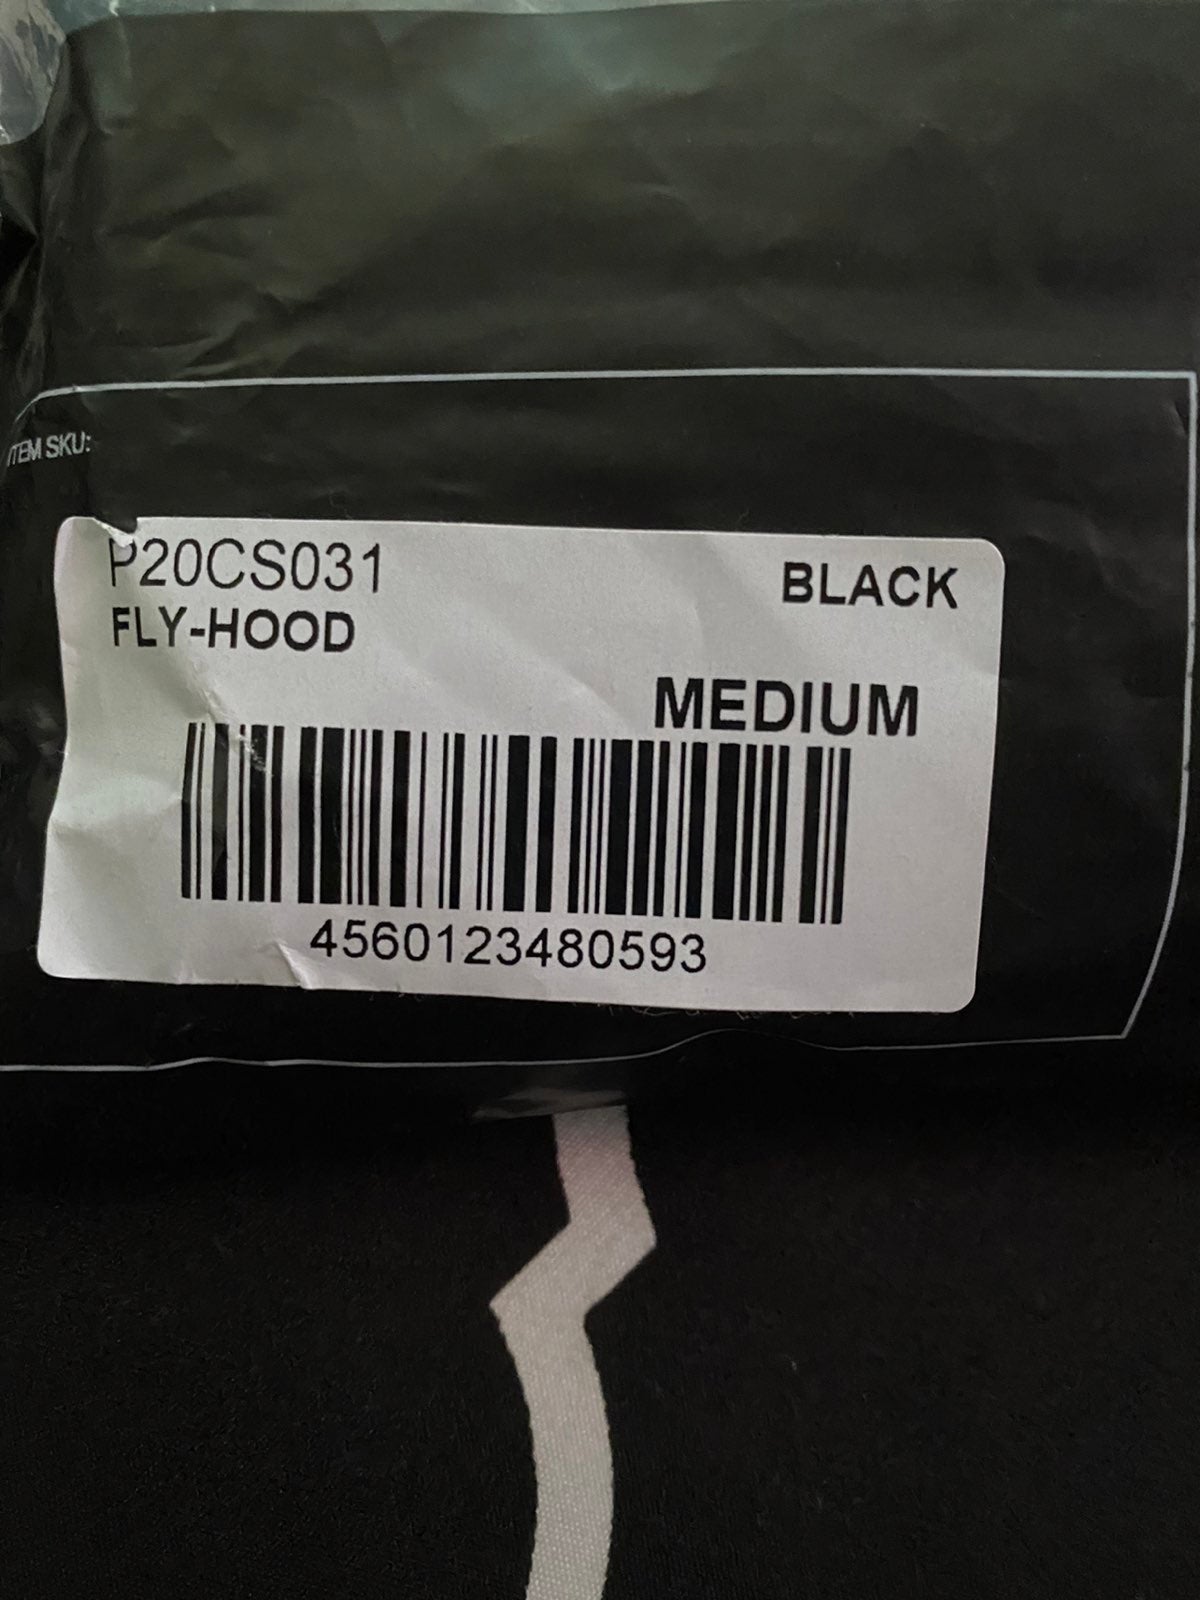 ITEM SKU:
P20CS031
BLACK
FLY-HOOD
MEDIUM
4560123480593